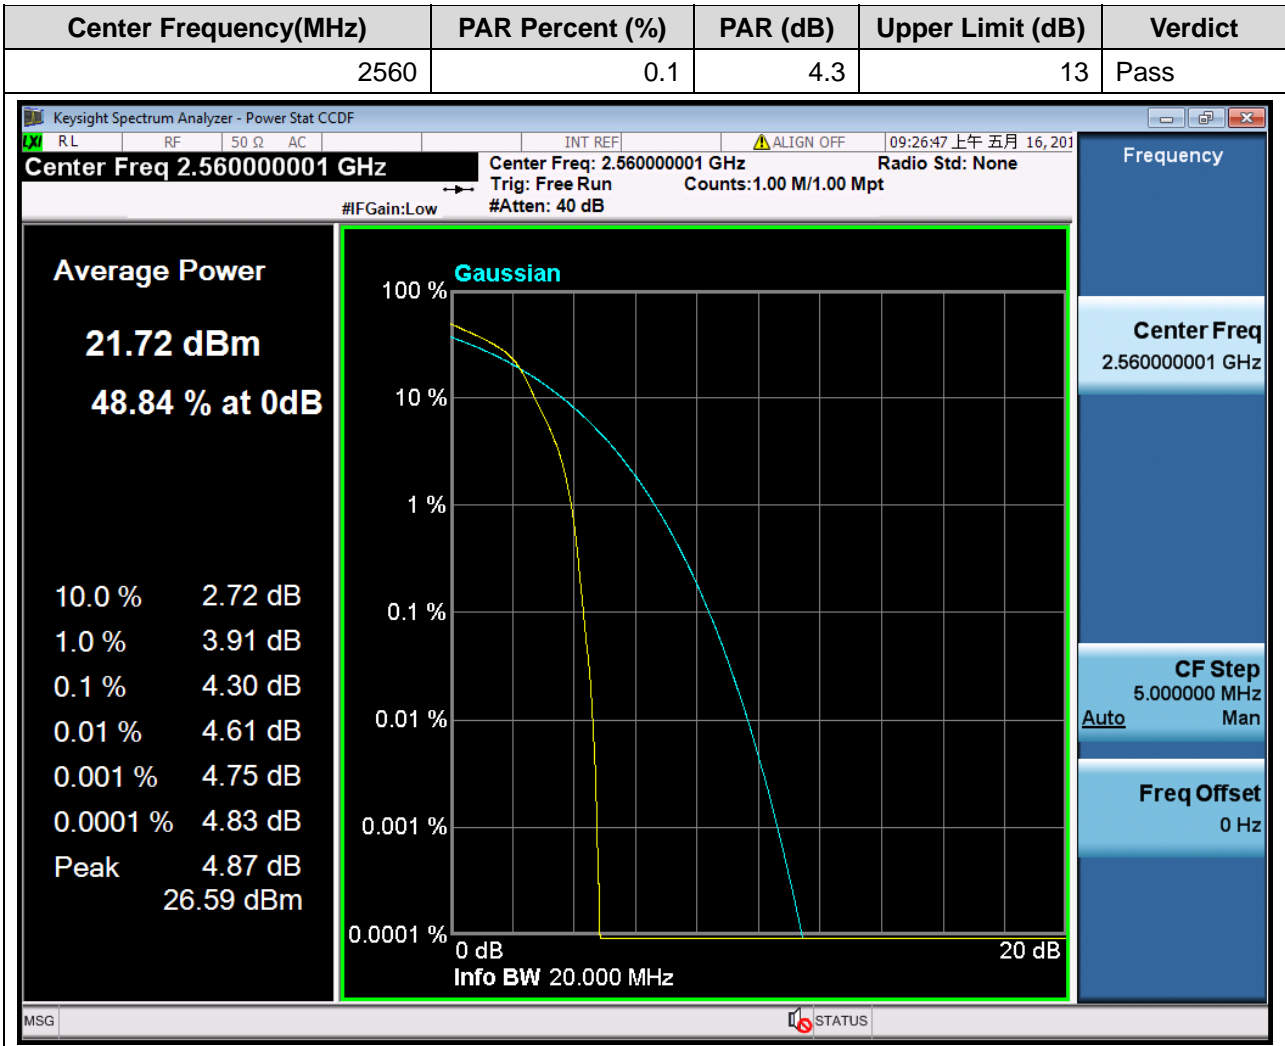 Center Frequency(MHz) PAR Percent (%) PAR (dB) Upper Limit (dB) Verdict
2560 0.1 4.3 13 Pass
Keysight Spectrum Analyzer - Power Stat CCDF
LXI RL RF 50 Ω AC INT REF ALIGN OFF 09:26:47 上午 五月 16, 201
Center Freq 2.560000001 GHz
Center Freq: 2.560000001 GHz Radio Std: None
Trig: Free Run Counts:1.00 M/1.00 Mpt
#IFGain:Low #Atten: 40 dB
Frequency
Average Power
21.72 dBm
48.84 % at 0dB
10.0 % 2.72 dB
1.0 % 3.91 dB
0.1 % 4.30 dB
0.01 % 4.61 dB
0.001 % 4.75 dB
0.0001 % 4.83 dB
Peak 4.87 dB
26.59 dBm
Gaussian
100 %
10 %
1 %
0.1 %
0.01 %
0.001 %
0.0001 %
0 dB 20 dB
Info BW 20.000 MHz
Center Freq
2.560000001 GHz
CF Step
5.000000 MHz
Auto Man
Freq Offset
0 Hz
MSG STATUS